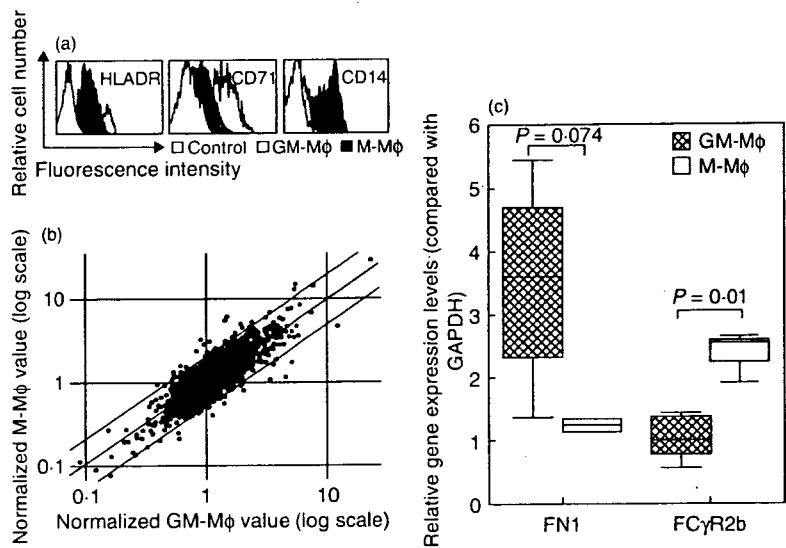 (a)
Relative cell number
HLADR
CD71
CD14
Control GM-Mϕ M-Mϕ
Fluorescence intensity
(b)
Normalized M-Mϕ value (log scale)
10
1
0·1
0·1 1 10
Normalized GM-Mϕ value (log scale)
(c)
Relative gene expression levels (compared with
GAPDH)
6
5
4
3
2
1
0
P = 0·074
GM-Mϕ
M-Mϕ
P = 0·01
FN1 FCγR2b